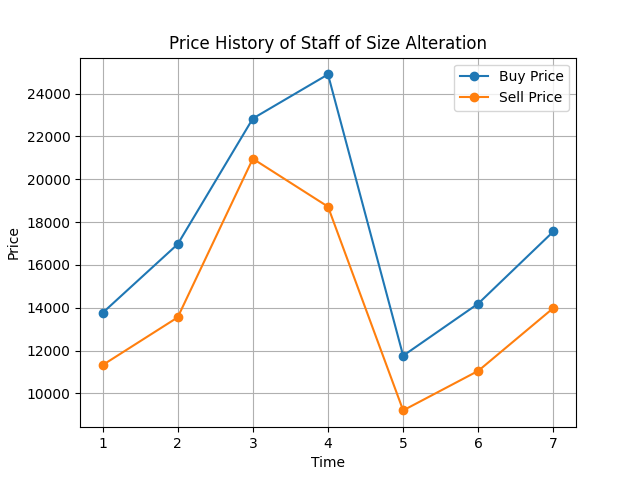 Price History of Staff of Size Alteration
Buy Price
Sell Price
24000
22000
20000
18000
16000
14000
12000
10000
Price
1 2 3 4 5 6 7
Time